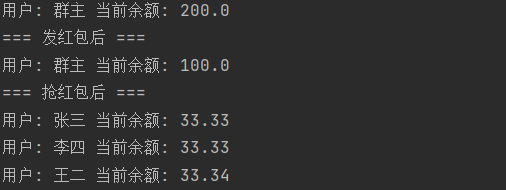 用户: 群主 当前余额: 200.0
=== 发红包后 ===
用户: 群主 当前余额: 100.0
=== 抢红包后 ===
用户: 张三 当前余额: 33.33
用户: 李四 当前余额: 33.33
用户: 王二 当前余额: 33.34